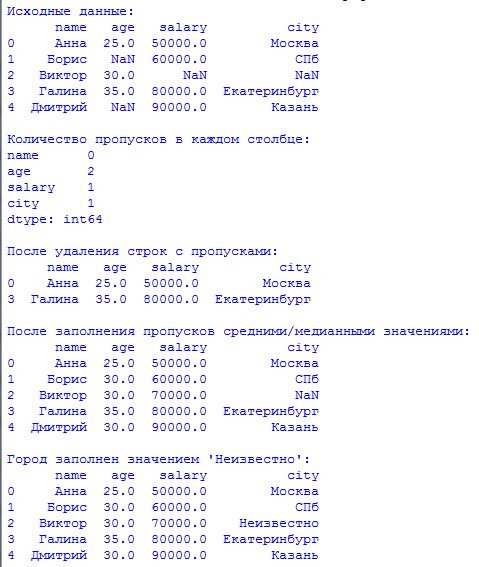 Исходные данные:
name age salary city
0 Анна 25.0 50000.0 Москва
1 Борис NaN 60000.0 СПб
2 Виктор 30.0 NaN NaN
3 Галина 35.0 80000.0 Екатеринбург
4 Дмитрий NaN 90000.0 Казань
Количество пропусков в каждом столбце:
name 0
age 2
salary 1
city 1
dtype: int64
После удаления строк с пропусками:
name age salary city
0 Анна 25.0 50000.0 Москва
3 Галина 35.0 80000.0 Екатеринбург
После заполнения пропусков средними/медианными значениями:
name age salary city
0 Анна 25.0 50000.0 Москва
1 Борис 30.0 60000.0 СПб
2 Виктор 30.0 70000.0 NaN
3 Галина 35.0 80000.0 Екатеринбург
4 Дмитрий 30.0 90000.0 Казань
Город заполнен значением 'Неизвестно':
name age salary city
0 Анна 25.0 50000.0 Москва
1 Борис 30.0 60000.0 СПб
2 Виктор 30.0 70000.0 Неизвестно
3 Галина 35.0 80000.0 Екатеринбург
4 Дмитрий 30.0 90000.0 Казань